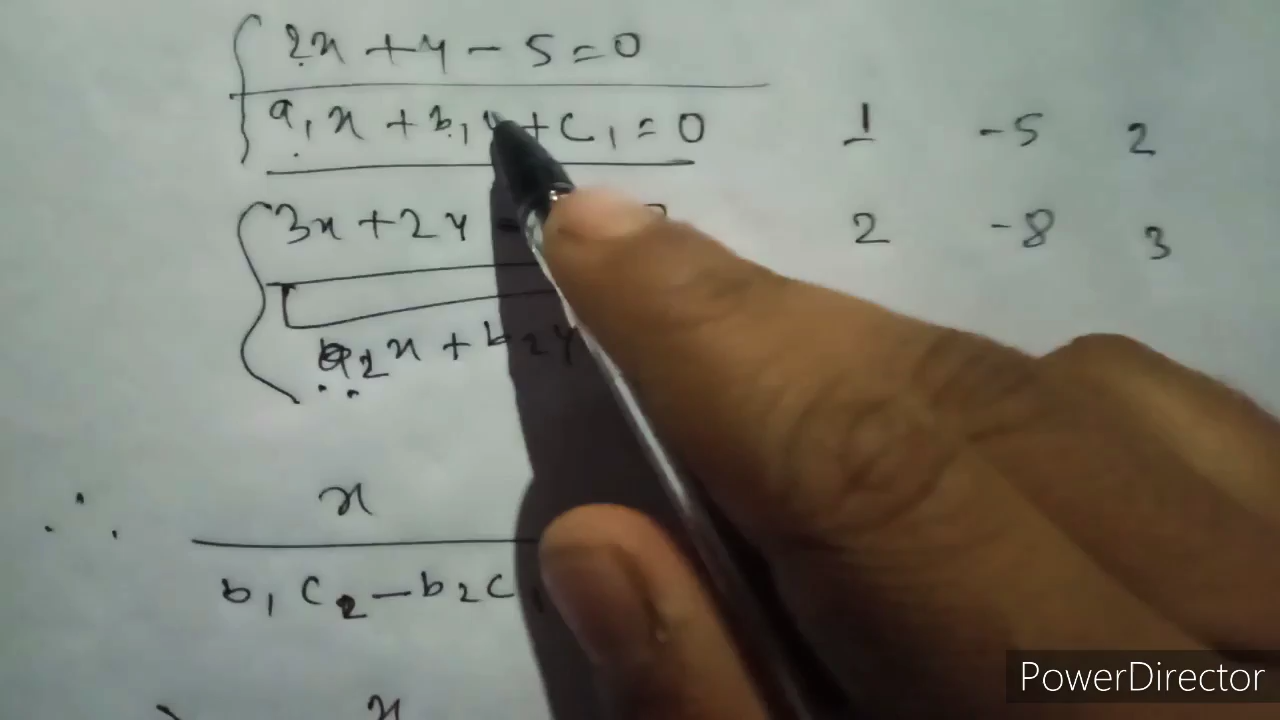 2x + y - 5 = 0
a₁x + b₁y + c₁ = 0
1 -5 2
3x + 2y -
2 -8 3
a₂x + b₂y
∴ x
b₁c₂ - b₂c
x
PowerDirector